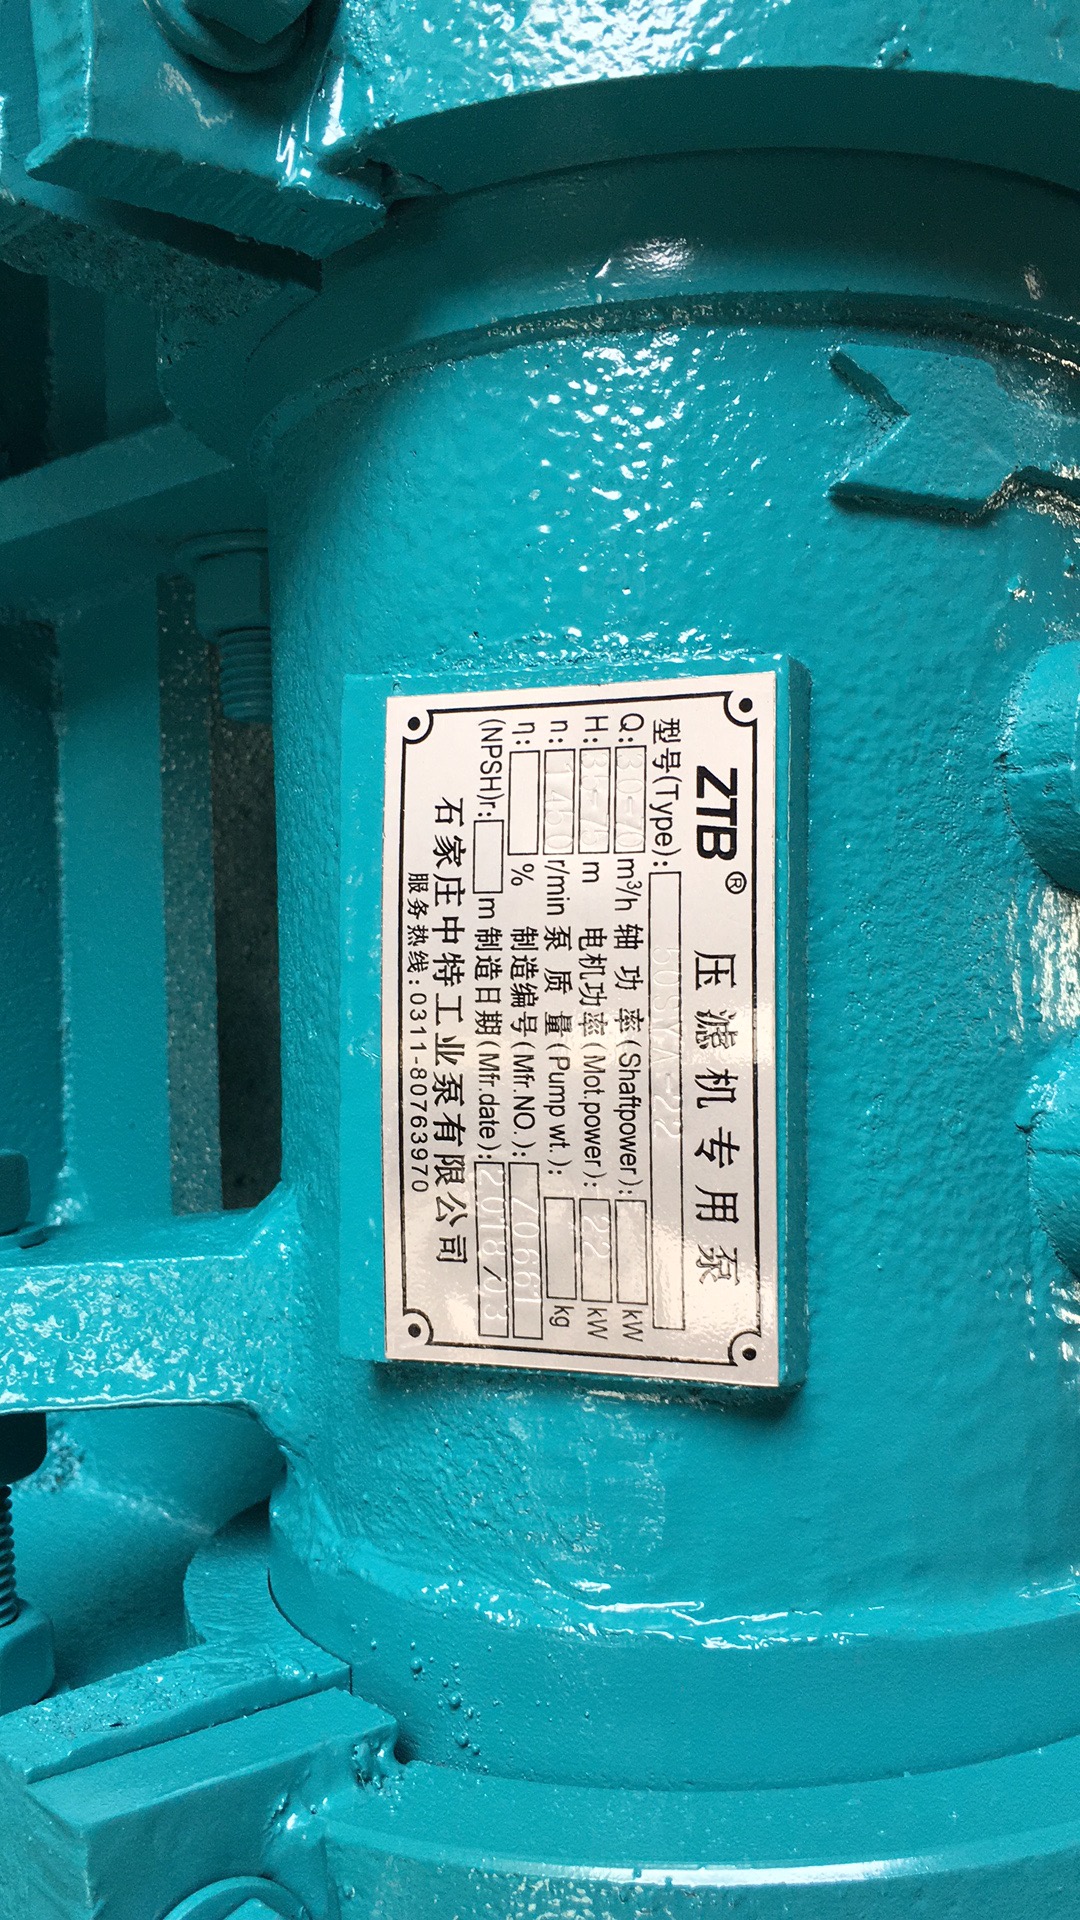 ZTB® 压滤机专用泵
型号(Type): 50SYA-22
Q: 30-70 m³/h 轴功率(Shaftpower): kW
H: 35-75 m 电机功率(Mot.power): 22 kW
n: 1450 r/min 泵质量(Pump wt.): kg
η: % 制造编号(Mfr.NO.): 70661
(NPSH)r: m 制造日期(Mfr.date): 2018/03
石家庄中特工业泵有限公司
服务热线:0311-80763970